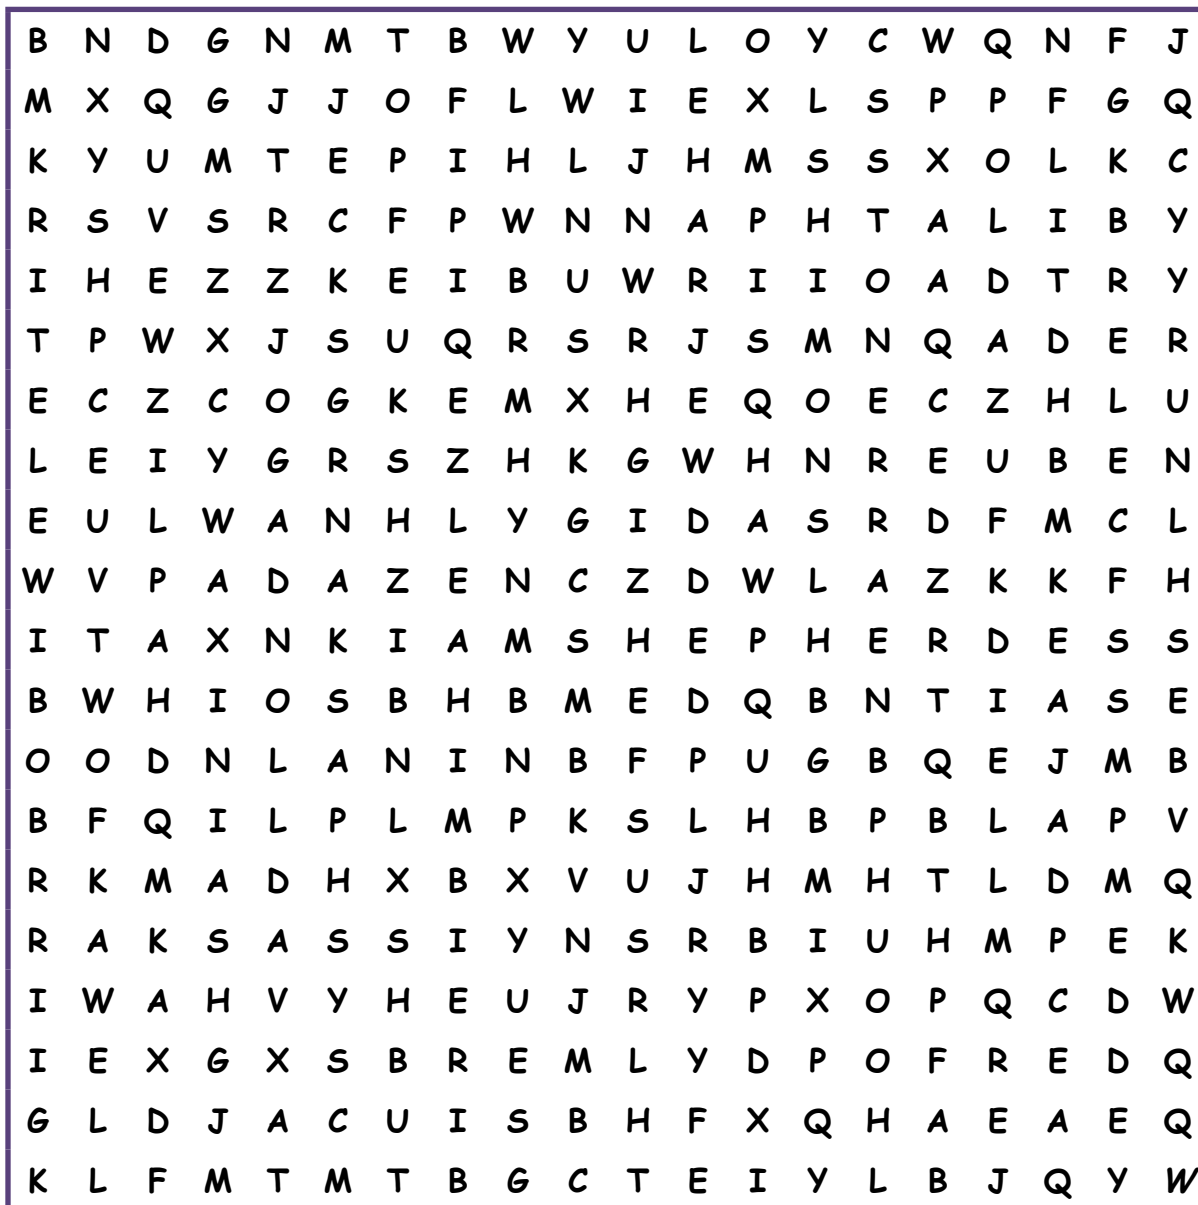 B N D G N M T B W Y U L O Y C W Q N F J
M X Q G J J O F L W I E X L S P P F G Q
K Y U M T E P I H L J H M S S X O L K C
R S V S R C F P W N N A P H T A L I B Y
I H E Z Z K E I B U W R I I O A D T R Y
T P W X J S U Q R S R J S M N Q A D E R
E C Z C O G K E M X H E Q O E C Z H L U
L E I Y G R S Z H K G W H N R E U B E N
E U L W A N H L Y G I D A S R D F M C L
W V P A D A Z E N C Z D W L A Z K K F H
I T A X N K I A M S H E P H E R D E S S
B W H I O S B H B M E D Q B N T I A S E
O O D N L A N I N B F P U G B Q E J M B
B F Q I L P L M P K S L H B P B L A P V
R K M A D H X B X V U J H M H T L D M Q
R A K S A S S I Y N S R B I U H M P E K
I W A H V Y H E U J R Y P X O P Q C D W
I E X G X S B R E M L Y D P O F R E D Q
G L D J A C U I S B H F X Q H A E A E Q
K L F M T M T B G C T E I Y L B J Q Y W